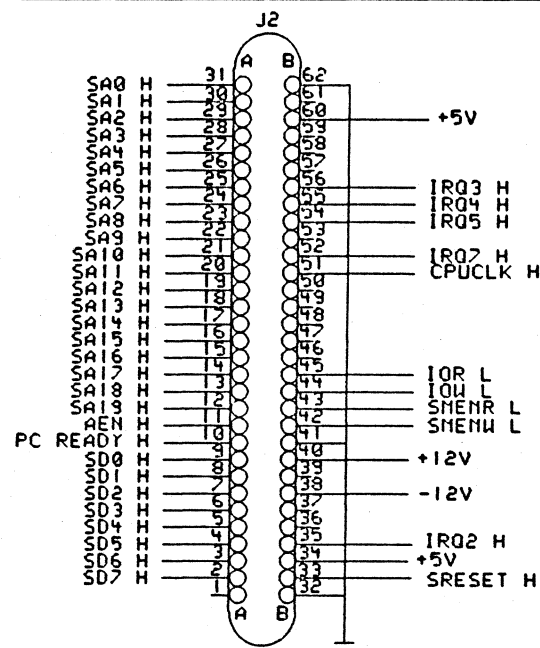 J2
A B
31 62
SA0 H 30 61
SA1 H 29 60 +5V
SA2 H 28 59
SA3 H 27 58
SA4 H 26 57
SA5 H 25 56 IRQ3 H
SA6 H 24 55 IRQ4 H
SA7 H 23 54 IRQ5 H
SA8 H 22 53
SA9 H 21 52 IRQ7 H
SA10 H 20 51 CPUCLK H
SA11 H 19 50
SA12 H 18 49
SA13 H 17 48
SA14 H 16 47
SA15 H 15 46
SA16 H 14 45 IOR L
SA17 H 13 44 IOW L
SA18 H 12 43 SMEMR L
SA19 H 11 42 SMEMW L
AEN H 10 41
PC READY H 9 40 +12V
SD0 H 8 39
SD1 H 7 38 -12V
SD2 H 6 37
SD3 H 5 36
SD4 H 4 35 IRQ2 H
SD5 H 3 34 +5V
SD6 H 2 33 SRESET H
SD7 H 1 32
A B